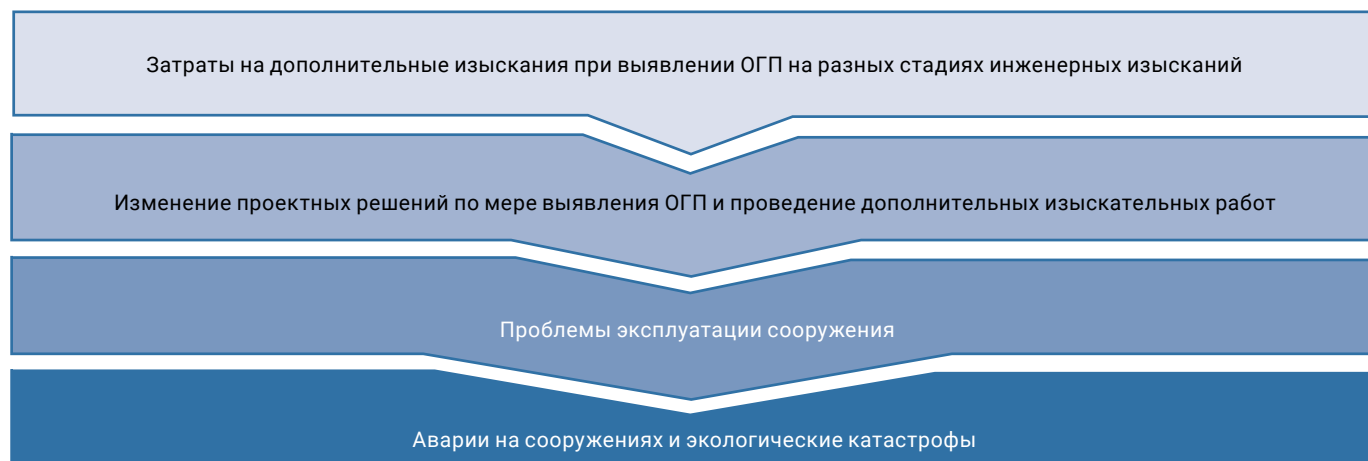 Затраты на дополнительные изыскания при выявлении ОГП на разных стадиях инженерных изысканий
Изменение проектных решений по мере выявления ОГП и проведение дополнительных изыскательных работ
Проблемы эксплуатации сооружения
Аварии на сооружениях и экологические катастрофы